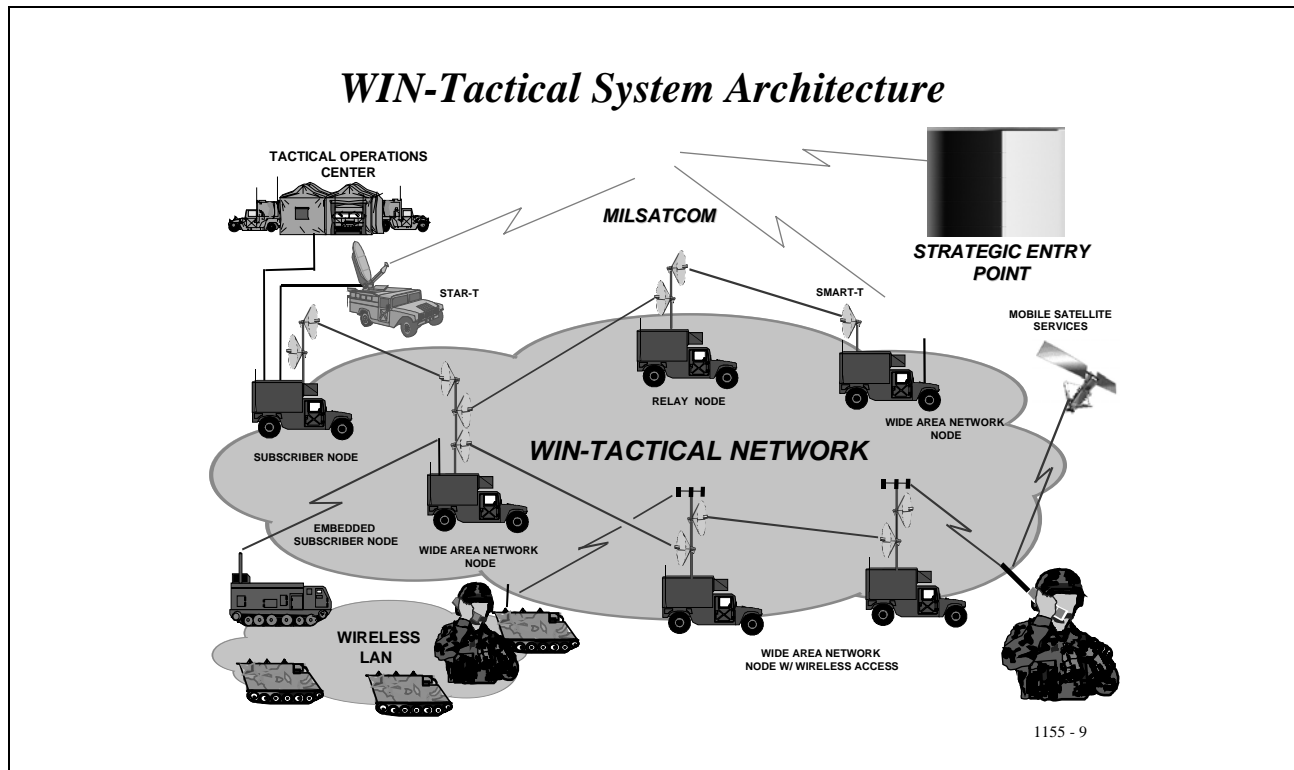 WIN-Tactical System Architecture
TACTICAL OPERATIONS
CENTER
MILSATCOM
STRATEGIC ENTRY
POINT
STAR-T
SMART-T
MOBILE SATELLITE
SERVICES
RELAY NODE
WIDE AREA NETWORK
NODE
SUBSCRIBER NODE
WIN-TACTICAL NETWORK
EMBEDDED
SUBSCRIBER NODE
WIDE AREA NETWORK
NODE
WIRELESS
LAN
WIDE AREA NETWORK
NODE W/ WIRELESS ACCESS
1155 - 9